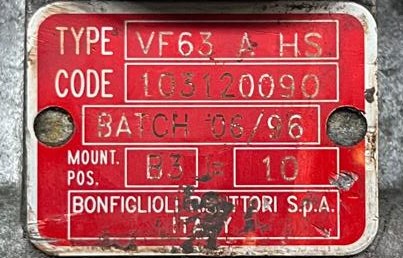 TYPE VF63 A HS
CODE 103120090
BATCH 06/96
MOUNT. POS. B3 10
BONFIGLIOLI S.p.A.
ITALY